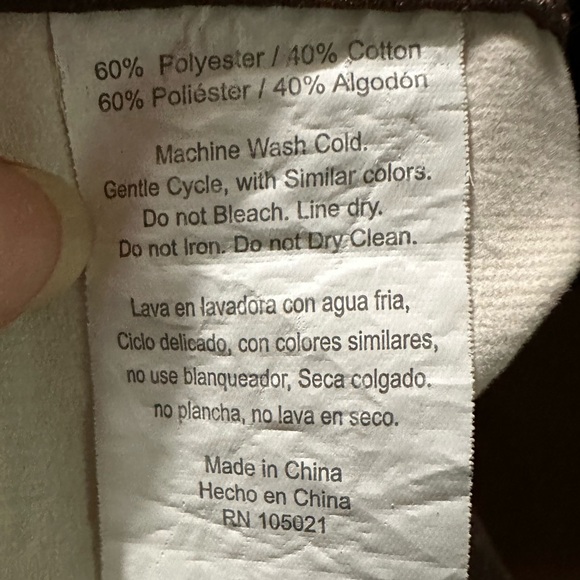 60% Polyester / 40% Cotton
60% Poliéster / 40% Algodón
Machine Wash Cold.
Gentle Cycle, with Similar colors.
Do not Bleach. Line dry.
Do not Iron. Do not Dry Clean.
Lava en lavadora con agua fria,
Ciclo delicado, con colores similares,
no use blanqueador, Seca colgado.
no plancha, no lava en seco.
Made in China
Hecho en China
RN 105021